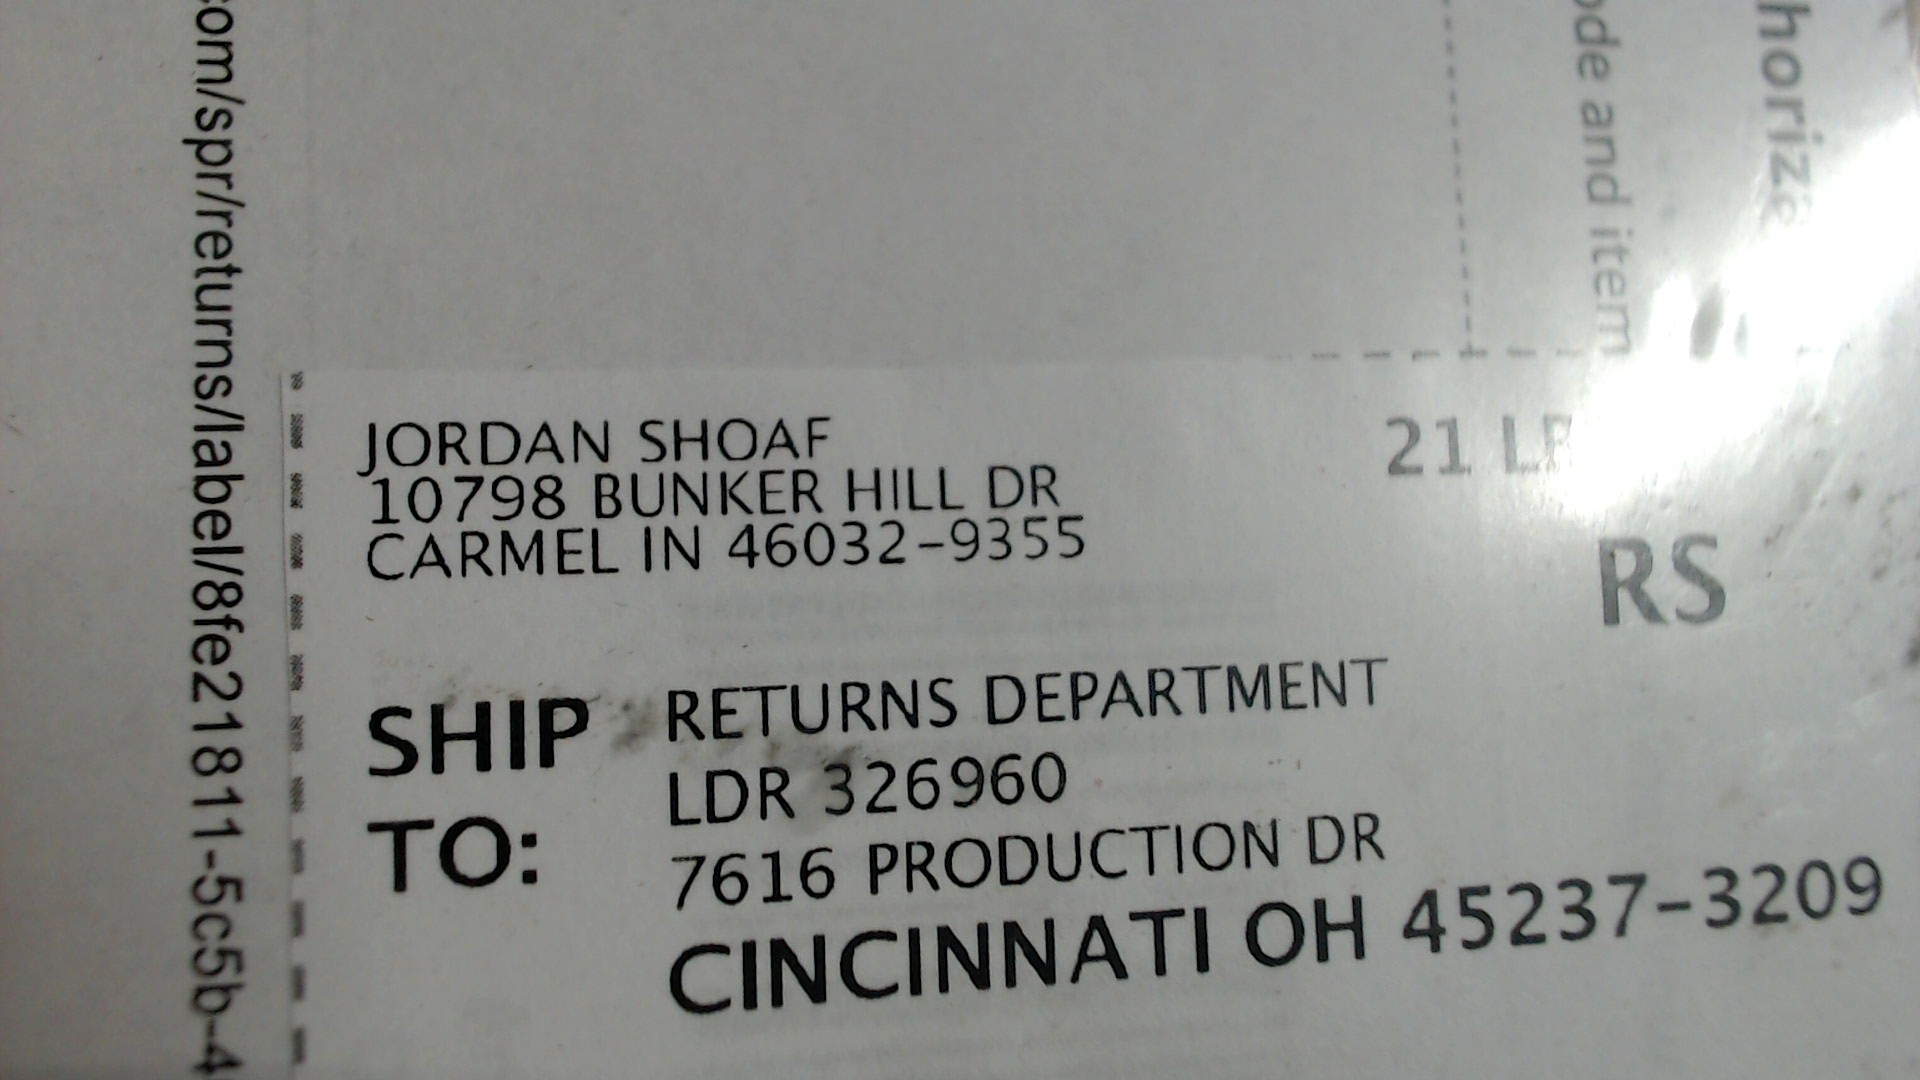 com/spr/returns/label/8fe21811-5c5b-4
ode and item
JORDAN SHOAF
10798 BUNKER HILL DR
CARMEL IN 46032-9355
21
RS
SHIP
TO:
RETURNS DEPARTMENT
LDR 326960
7616 PRODUCTION DR
CINCINNATI OH 45237-3209